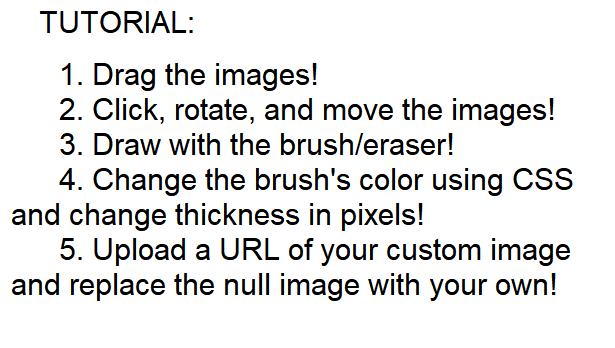 TUTORIAL:
1. Drag the images!
2. Click, rotate, and move the images!
3. Draw with the brush/eraser!
4. Change the brush's color using CSS
and change thickness in pixels!
5. Upload a URL of your custom image
and replace the null image with your own!